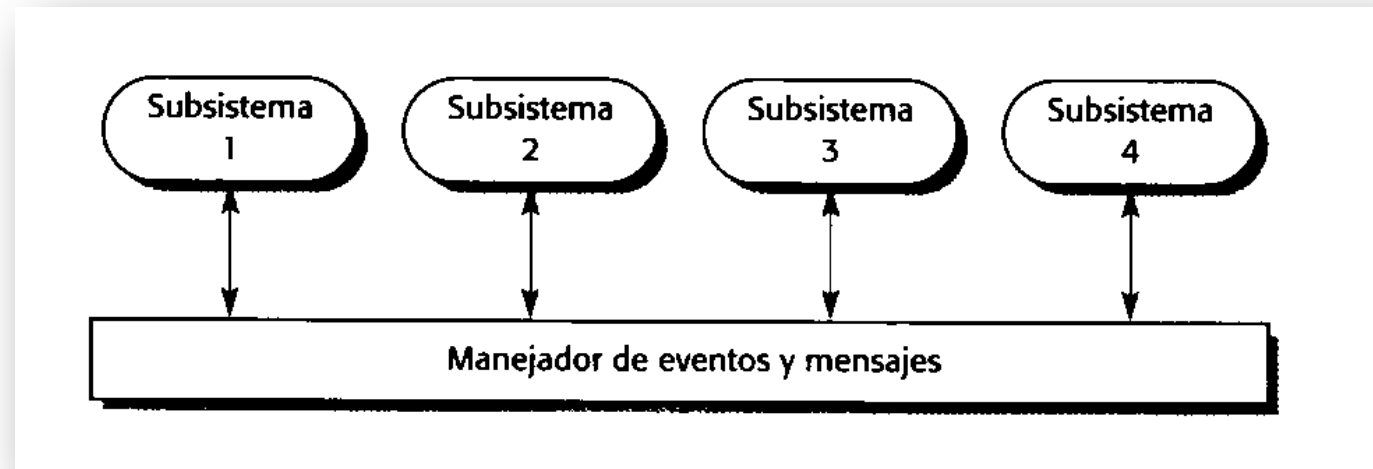 Subsistema
1
Subsistema
2
Subsistema
3
Subsistema
4
Manejador de eventos y mensajes